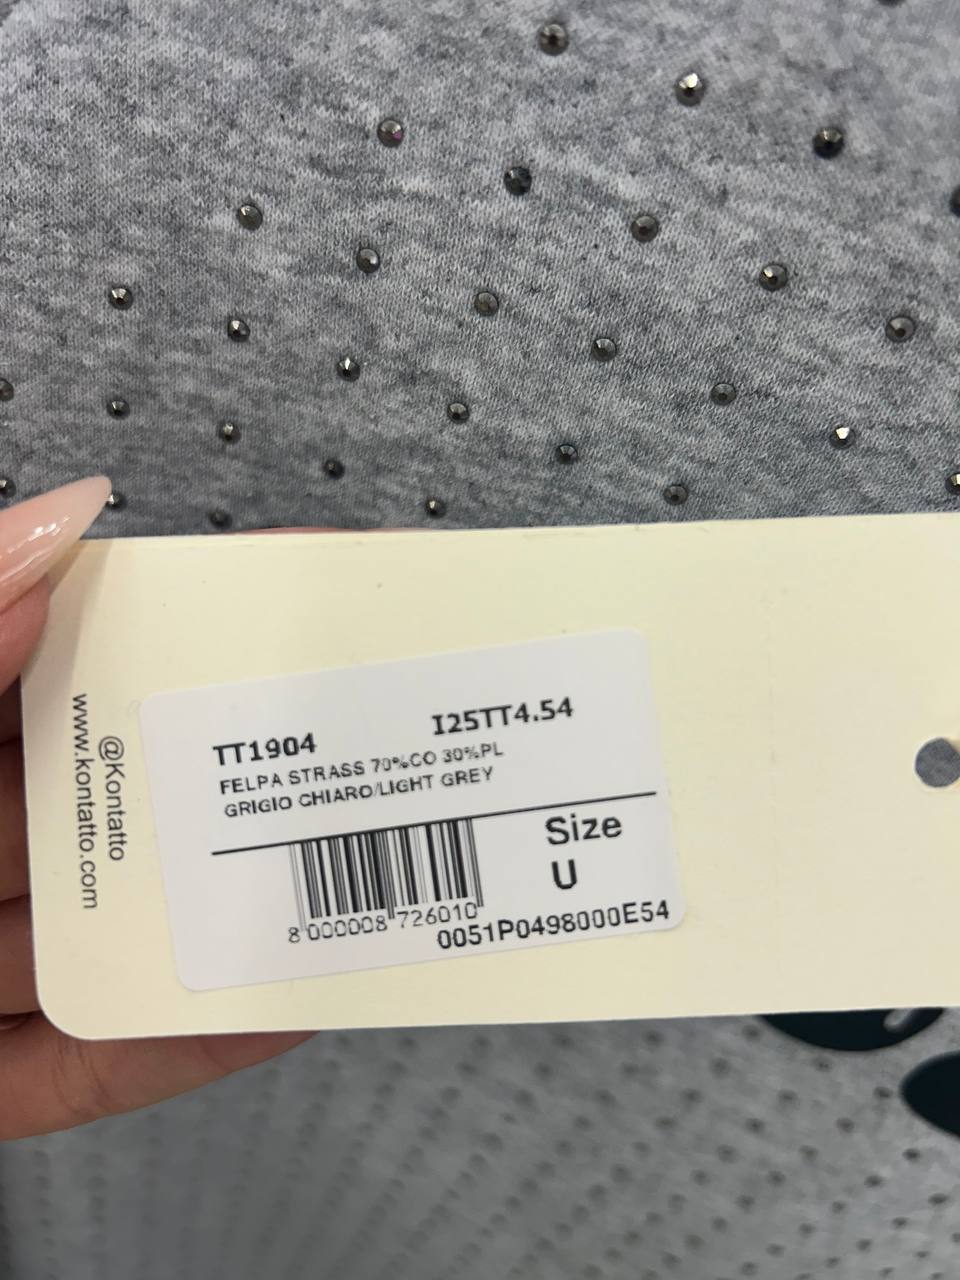 TT1904 I25TT4.54
FELPA STRASS 70%CO 30%PL
GRIGIO CHIARO/LIGHT GREY
Size
U
8 000008 726010
0051P0498000E54
@Kontatto
www.kontatto.com